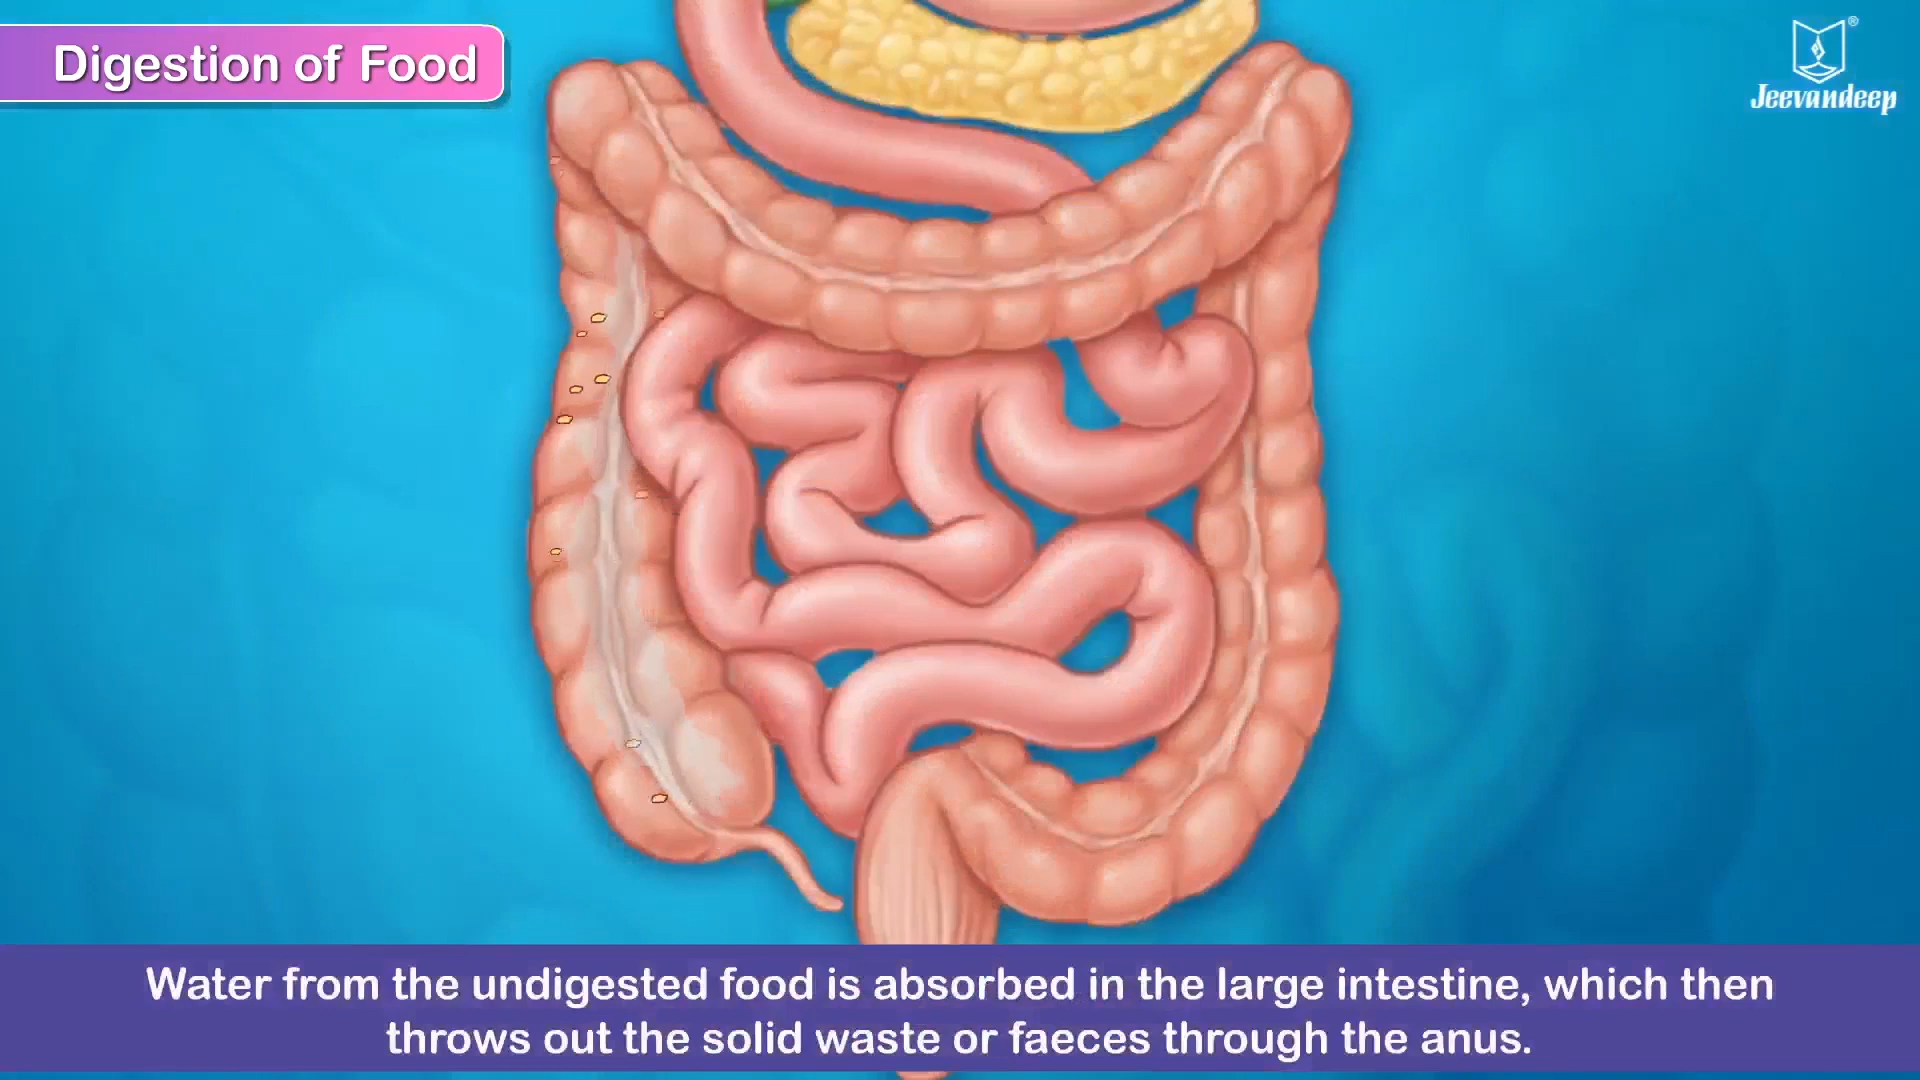 Digestion of Food
®
Jeevandeep
Water from the undigested food is absorbed in the large intestine, which then
throws out the solid waste or faeces through the anus.